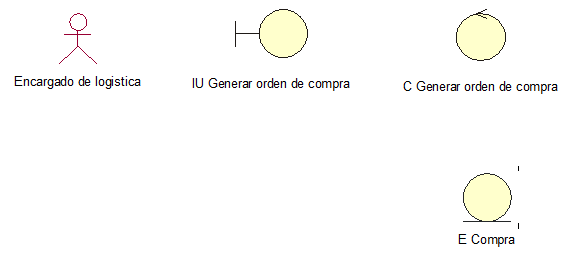 Encargado de logistica
IU Generar orden de compra
C Generar orden de compra
E Compra